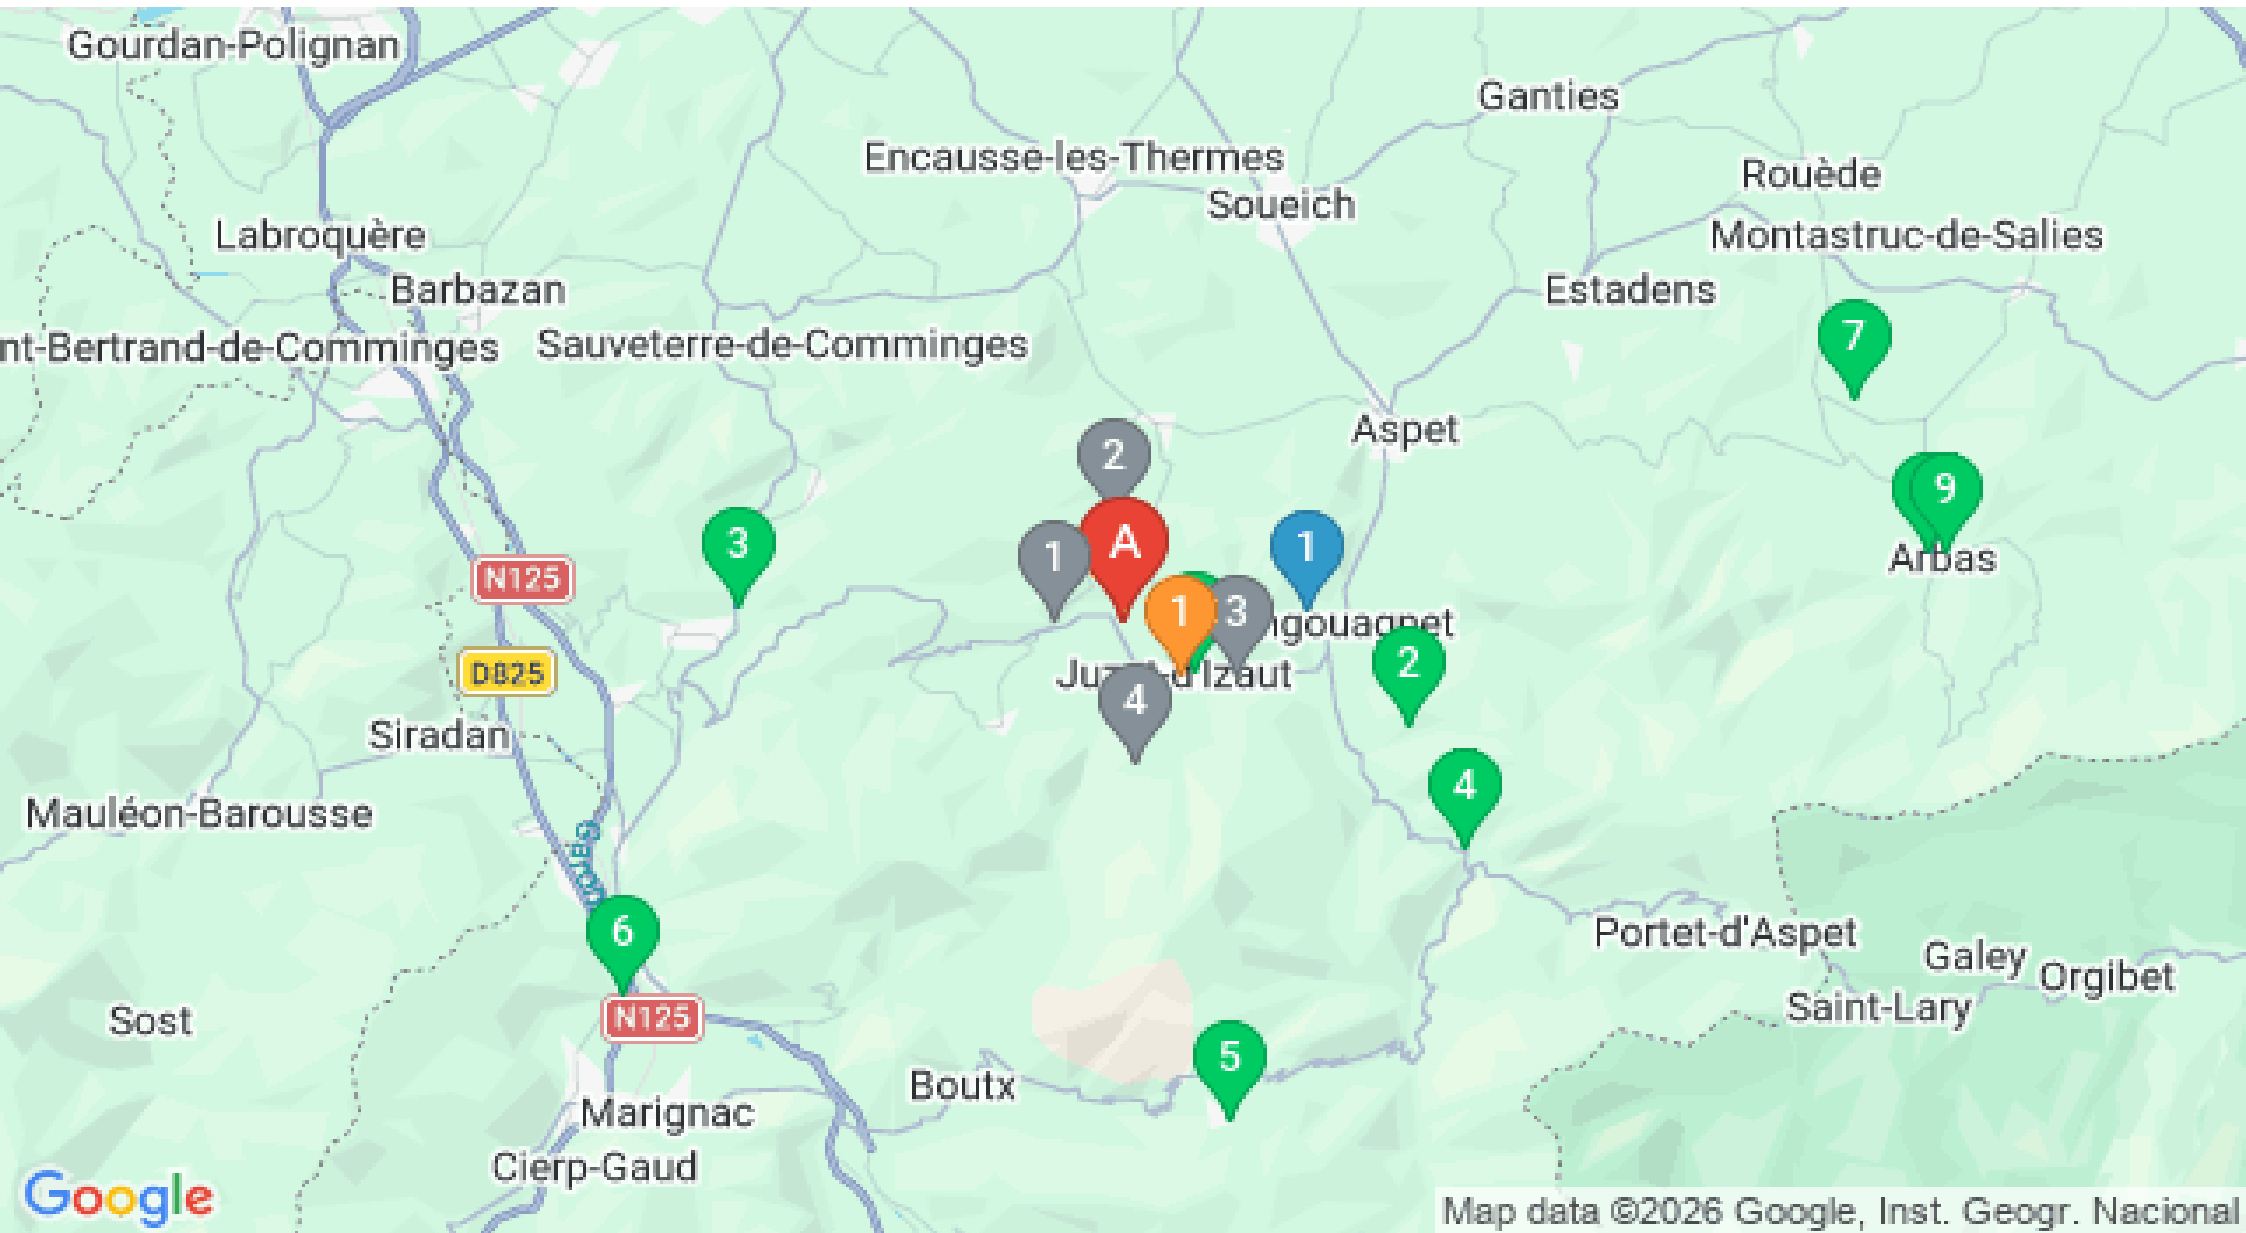 Gourdan-Polignan
Ganties
Encausse-les-Thermes
Rouède
Soueich
Labroquère
Montastruc-de-Salies
Barbazan
Estadens
7
nt-Bertrand-de-Comminges
Sauveterre-de-Comminges
Aspet
2
9
3
A
1
1
Arbas
N125
1
3
ngouagnet
2
D825
d'Izaut
4
Siradan
4
Mauléon-Barousse
6
Portet-d'Aspet
Galey
Orgibet
Sost
N125
Saint-Lary
5
Boutx
Marignac
Cierp-Gaud
Google
Map data ©2026 Google, Inst. Geogr. Nacional